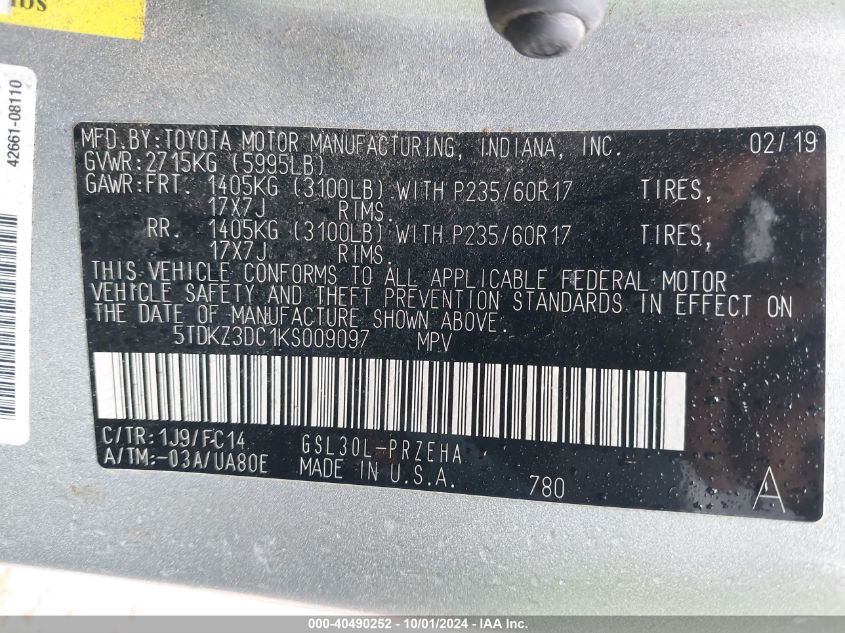 42661-08110
MFD.BY:TOYOTA MOTOR MANUFACTURING, INDIANA, INC. 02/19
GVWR:2715KG (5995LB)
GAWR:FRT. 1405KG (3100LB) WITH P235/60R17 TIRES,
17X7J RIMS.
RR. 1405KG (3100LB) WITH P235/60R17 TIRES,
17X7J RIMS.
THIS VEHICLE CONFORMS TO ALL APPLICABLE FEDERAL MOTOR
VEHICLE SAFETY AND THEFT PREVENTION STANDARDS IN EFFECT ON
THE DATE OF MANUFACTURE SHOWN ABOVE.
5TDKZ3DC1KS009097 MPV
C/TR:1J9/FC14 GSL30L-PRZEHA
A/TM:-03A/UA80E MADE IN U.S.A. 780 A
000-40490252 - 10/01/2024 - IAA Inc.